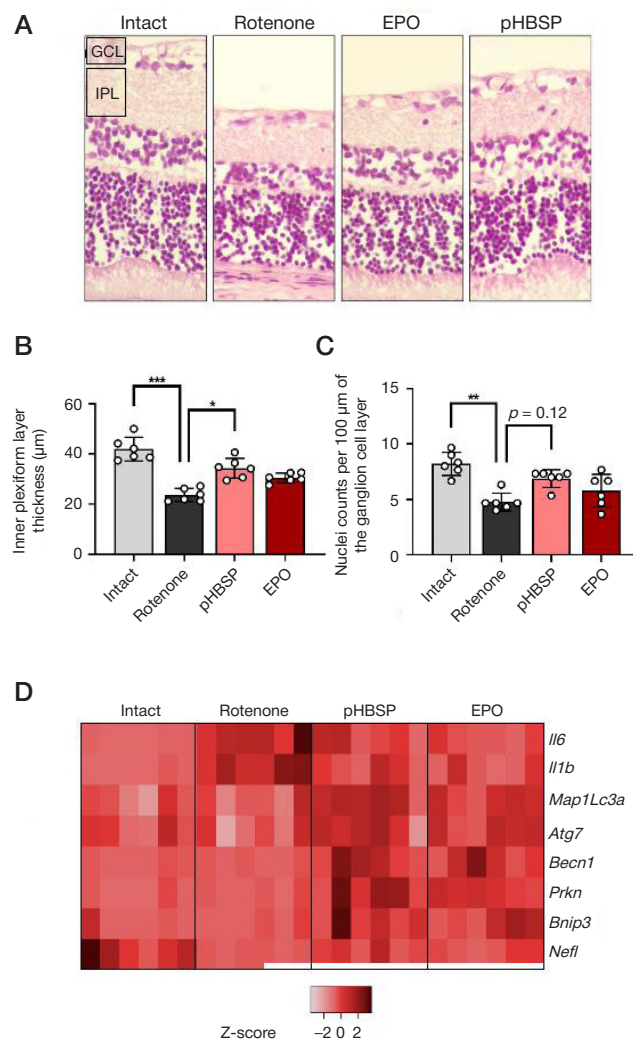 A
Intact Rotenone EPO pHBSP
GCL
IPL
B
Inner plexiform layer
thickness (µm)
60
40
20
0
***
*
Intact
Rotenone
pHBSP
EPO
C
Nuclei counts per 100 µm of
the ganglion cell layer
15
10
5
0
**
p = 0.12
Intact
Rotenone
pHBSP
EPO
D
Intact Rotenone pHBSP EPO
Il6
Il1b
Map1Lc3a
Atg7
Becn1
Prkn
Bnip3
Nefl
Z-score −2 0 2